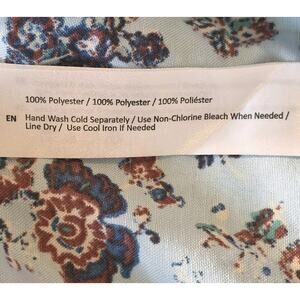 100% Polyester / 100% Polyester / 100% Poliéster
EN Hand Wash Cold Separately / Use Non-Chlorine Bleach When Needed /
Line Dry / Use Cool Iron If Needed